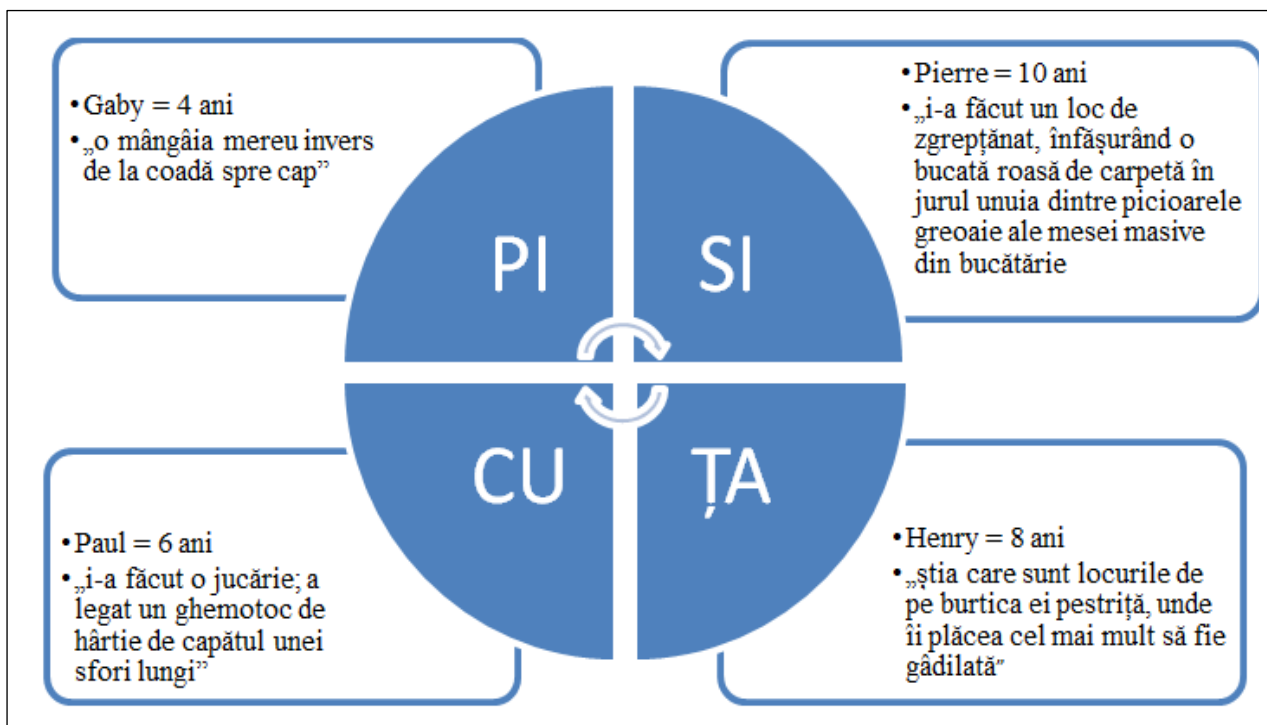 •Gaby = 4 ani
•„o mângâia mereu invers
de la coadă spre cap”
•Pierre = 10 ani
•„i-a făcut un loc de
zgrepțănat, înfășurând o
bucată roasă de carpetă în
jurul unuia dintre picioarele
greoaie ale mesei masive
din bucătărie
PI
SI
CU
ȚA
•Paul = 6 ani
•„i-a făcut o jucărie; a
legat un ghemotoc de
hârtie de capătul unei
sfori lungi”
•Henry = 8 ani
•„știa care sunt locurile de
pe burtica ei pestriță, unde
îi plăcea cel mai mult să fie
gâdilată”